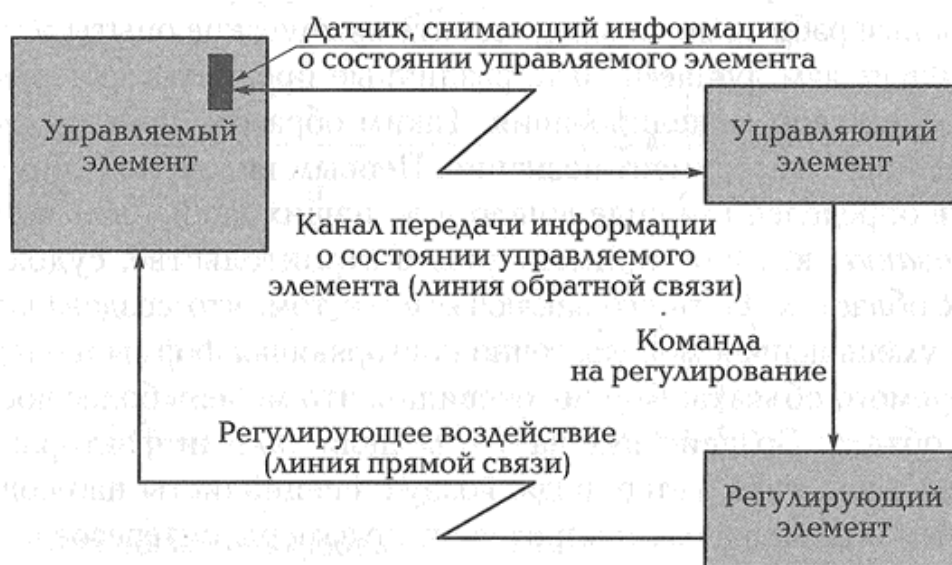 Датчик, снимающий информацию
о состоянии управляемого элемента
Управляемый
элемент
Управляющий
элемент
Канал передачи информации
о состоянии управляемого
элемента (линия обратной связи)
Команда
на регулирование
Регулирующее воздействие
(линия прямой связи)
Регулирующий
элемент